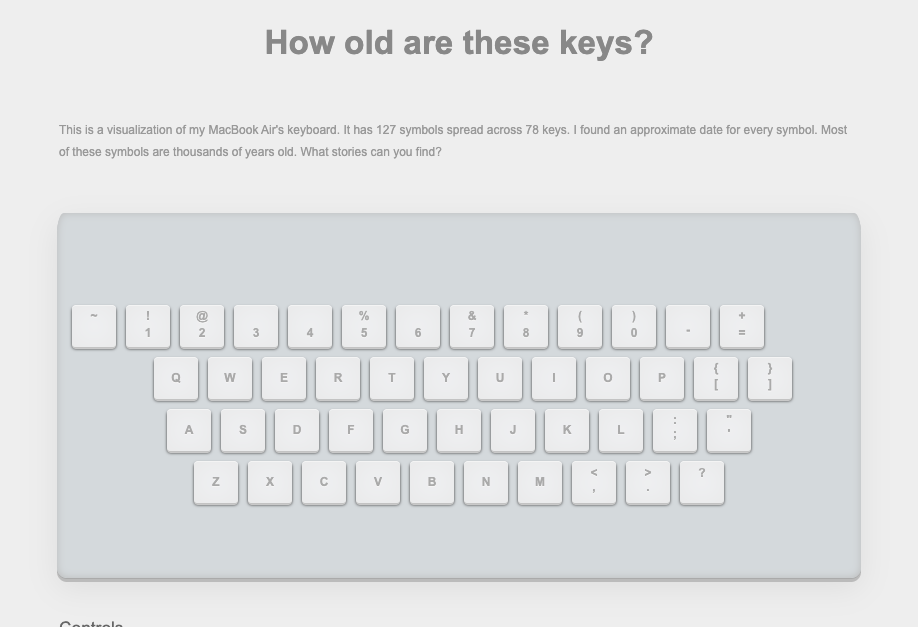 How old are these keys?
This is a visualization of my MacBook Air's keyboard. It has 127 symbols spread across 78 keys. I found an approximate date for every symbol. Most
of these symbols are thousands of years old. What stories can you find?
~ ! @ % & * ( ) +
1 2 3 4 5 6 7 8 9 0 - =
Q W E R T Y U I O P { }
[ ]
A S D F G H J K L : "
; '
Z X C V B N M < > ?
, .
Controls